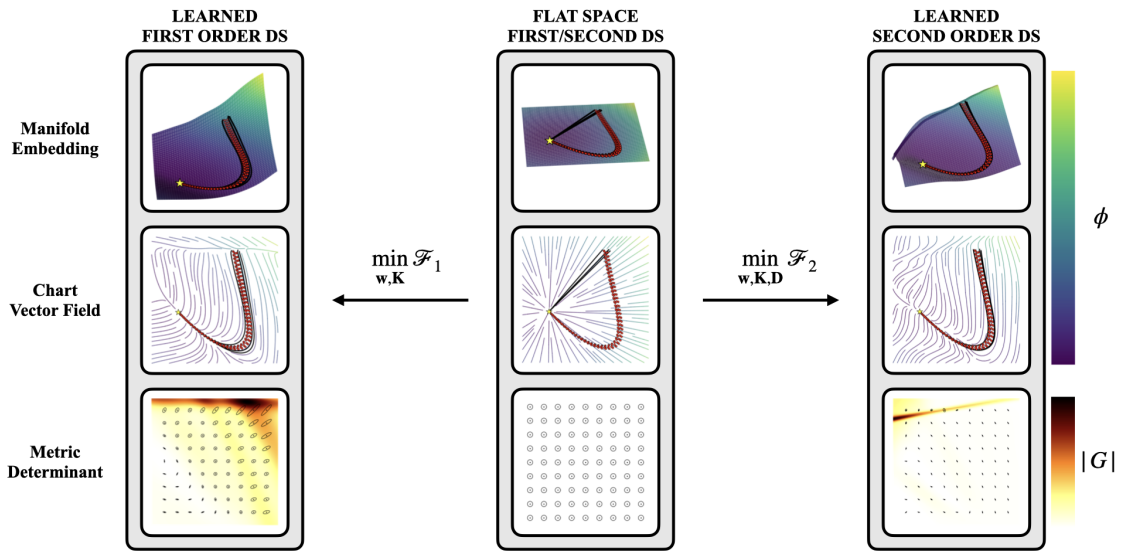 LEARNED
FIRST ORDER DS
FLAT SPACE
FIRST/SECOND DS
LEARNED
SECOND ORDER DS
Manifold
Embedding
ϕ
Chart
Vector Field
min ℱ₁
w,K
min ℱ₂
w,K,D
Metric
Determinant
|G|